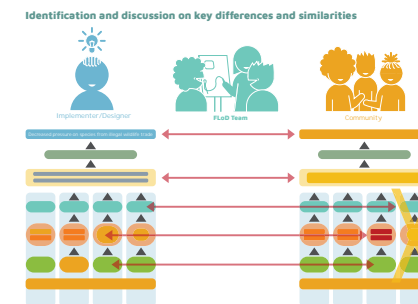 Identification and discussion on key differences and similarities
Implementer/Designer
FLoD Team
Community
Decreased pressure on species from illegal wildlife trade